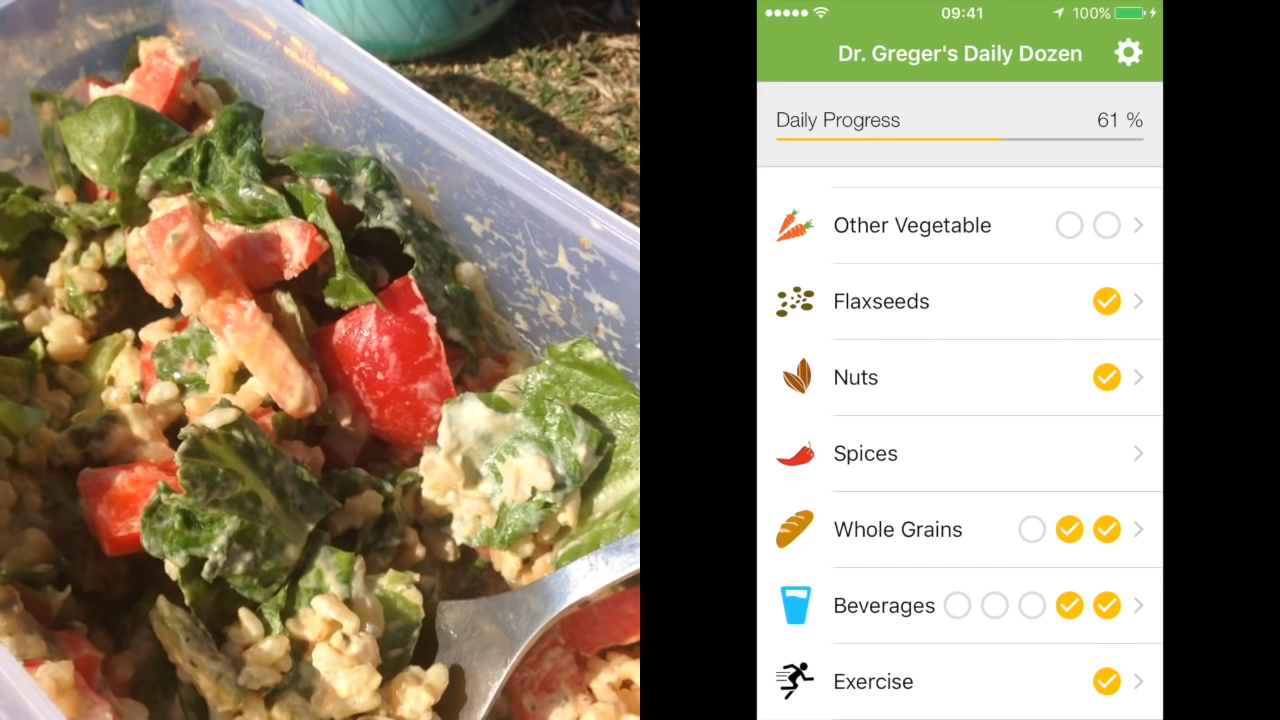 09:41
100%
Dr. Greger's Daily Dozen
Daily Progress 61 %
Other Vegetable
Flaxseeds
Nuts
Spices
Whole Grains
Beverages
Exercise